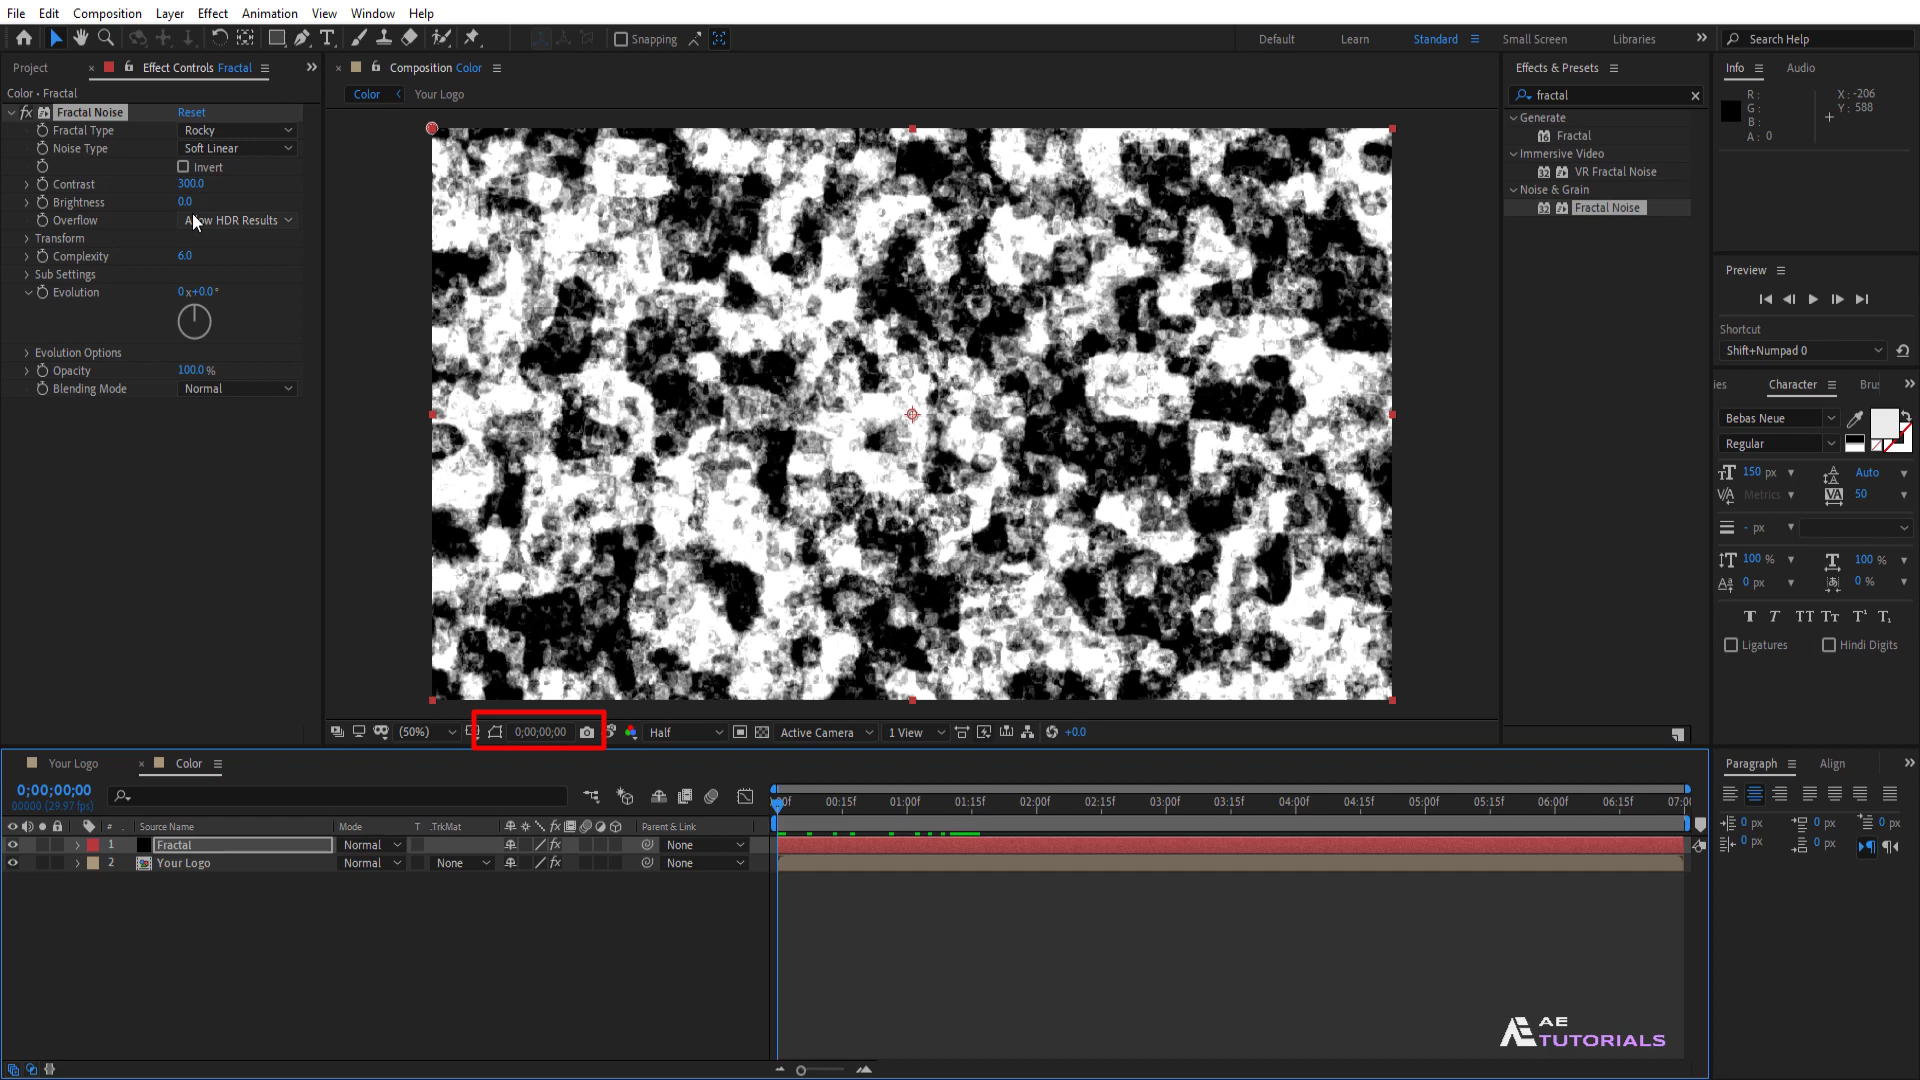 File Edit Composition Layer Effect Animation View Window Help
Snapping Default Learn Standard Small Screen Libraries Search Help
Project Effect Controls Fractal
Color • Fractal
Fractal Noise Reset
Fractal Type Rocky
Noise Type Soft Linear
Invert
Contrast 300.0
Brightness 0.0
Overflow HDR Results
Transform
Complexity 6.0
Sub Settings
Evolution 0 x+0.0°
Evolution Options
Opacity 100.0 %
Blending Mode Normal
Composition Color
Color Your Logo
(50%) 0;00;00;00 Half Active Camera 1 View +0.0
Effects & Presets
fractal
Generate
Fractal
Immersive Video
VR Fractal Noise
Noise & Grain
Fractal Noise
Info Audio
R : X : -206
G : Y : 588
B :
A : 0
Preview
Shortcut
Shift+Numpad 0
ies Character Bru
Bebas Neue
Regular
150 px Auto
Metrics 50
- px
100 % 100 %
0 px 0 %
Ligatures Hindi Digits
Paragraph Align
0 px 0 px 0 px
0 px 0 px
Your Logo Color
0;00;00;00
00000 (29.97 fps)
00:15f 01:00f 01:15f 02:00f 02:15f 03:00f 03:15f 04:00f 04:15f 05:00f 05:15f 06:00f 06:15f 07:0
# Source Name Mode T .TrkMat Parent & Link
1 Fractal Normal None
2 Your Logo Normal None None
AE
TUTORIALS